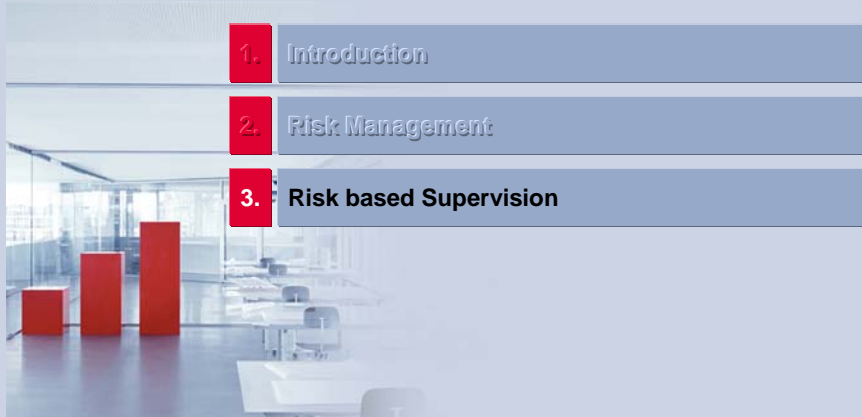 1. Introduction
2. Risk Management
3. Risk based Supervision